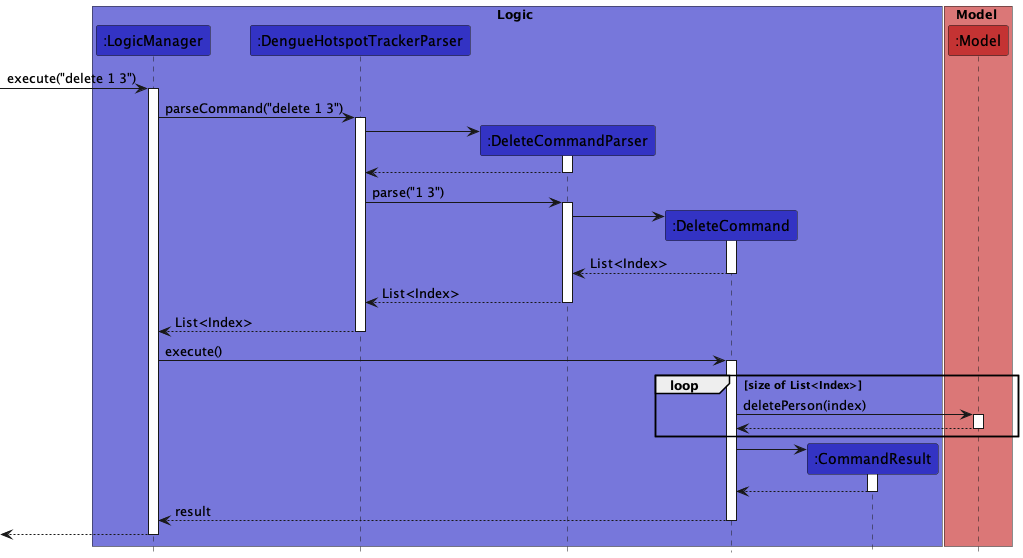 Logic
Model
:LogicManager
:DengueHotspotTrackerParser
:Model
execute("delete 1 3")
parseCommand("delete 1 3")
:DeleteCommandParser
parse("1 3")
:DeleteCommand
List<Index>
List<Index>
List<Index>
execute()
loop
[size of List<Index>]
deletePerson(index)
:CommandResult
result